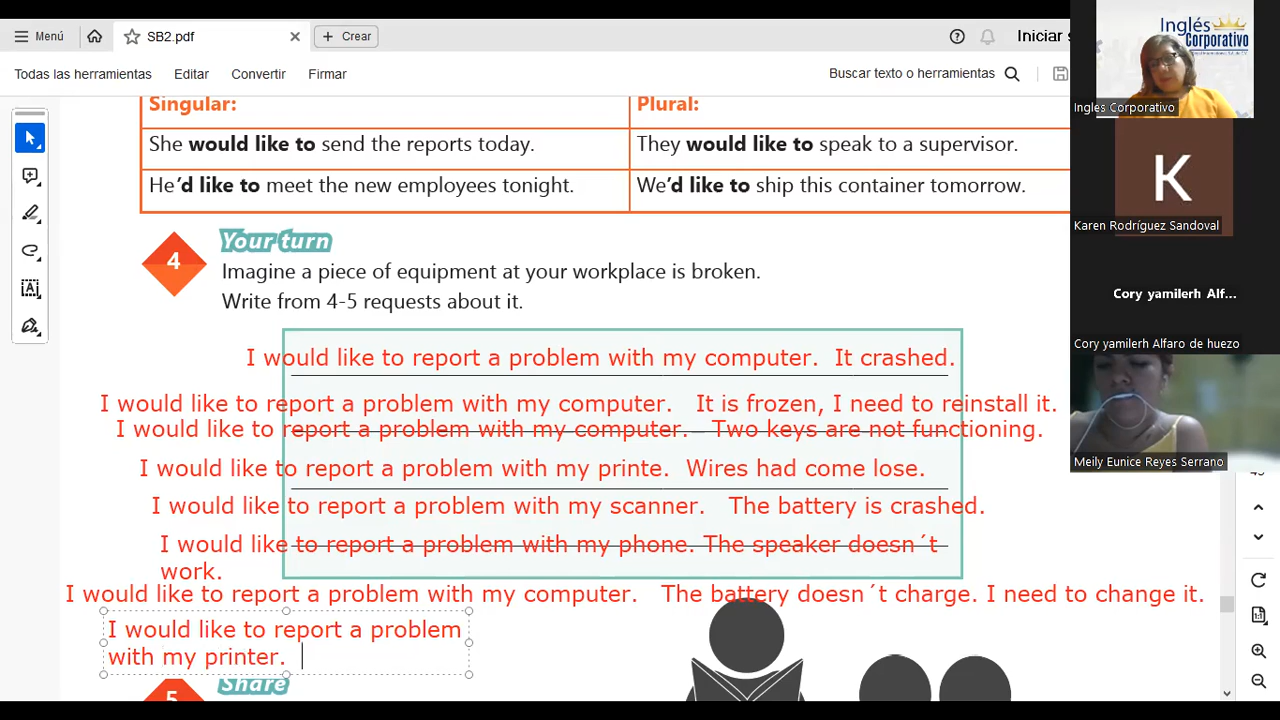 Menú
SB2.pdf
Crear
Iniciar s
Todas las herramientas
Editar
Convertir
Firmar
Buscar texto o herramientas
Singular:
Plural:
She would like to send the reports today.
They would like to speak to a supervisor.
He'd like to meet the new employees tonight.
We'd like to ship this container tomorrow.
4
Your turn
Imagine a piece of equipment at your workplace is broken.
Write from 4-5 requests about it.
I would like to report a problem with my computer. It crashed.
I would like to report a problem with my computer. It is frozen, I need to reinstall it.
I would like to report a problem with my computer. Two keys are not functioning.
I would like to report a problem with my printe. Wires had come lose.
I would like to report a problem with my scanner. The battery is crashed.
I would like to report a problem with my phone. The speaker doesn´t
work.
I would like to report a problem with my computer. The battery doesn´t charge. I need to change it.
I would like to report a problem
with my printer.
5
Share
Inglés
Corporativo
Ingles Corporativo
K
Karen Rodríguez Sandoval
Cory yamilerh Alf...
Cory yamilerh Alfaro de huezo
Meily Eunice Reyes Serrano